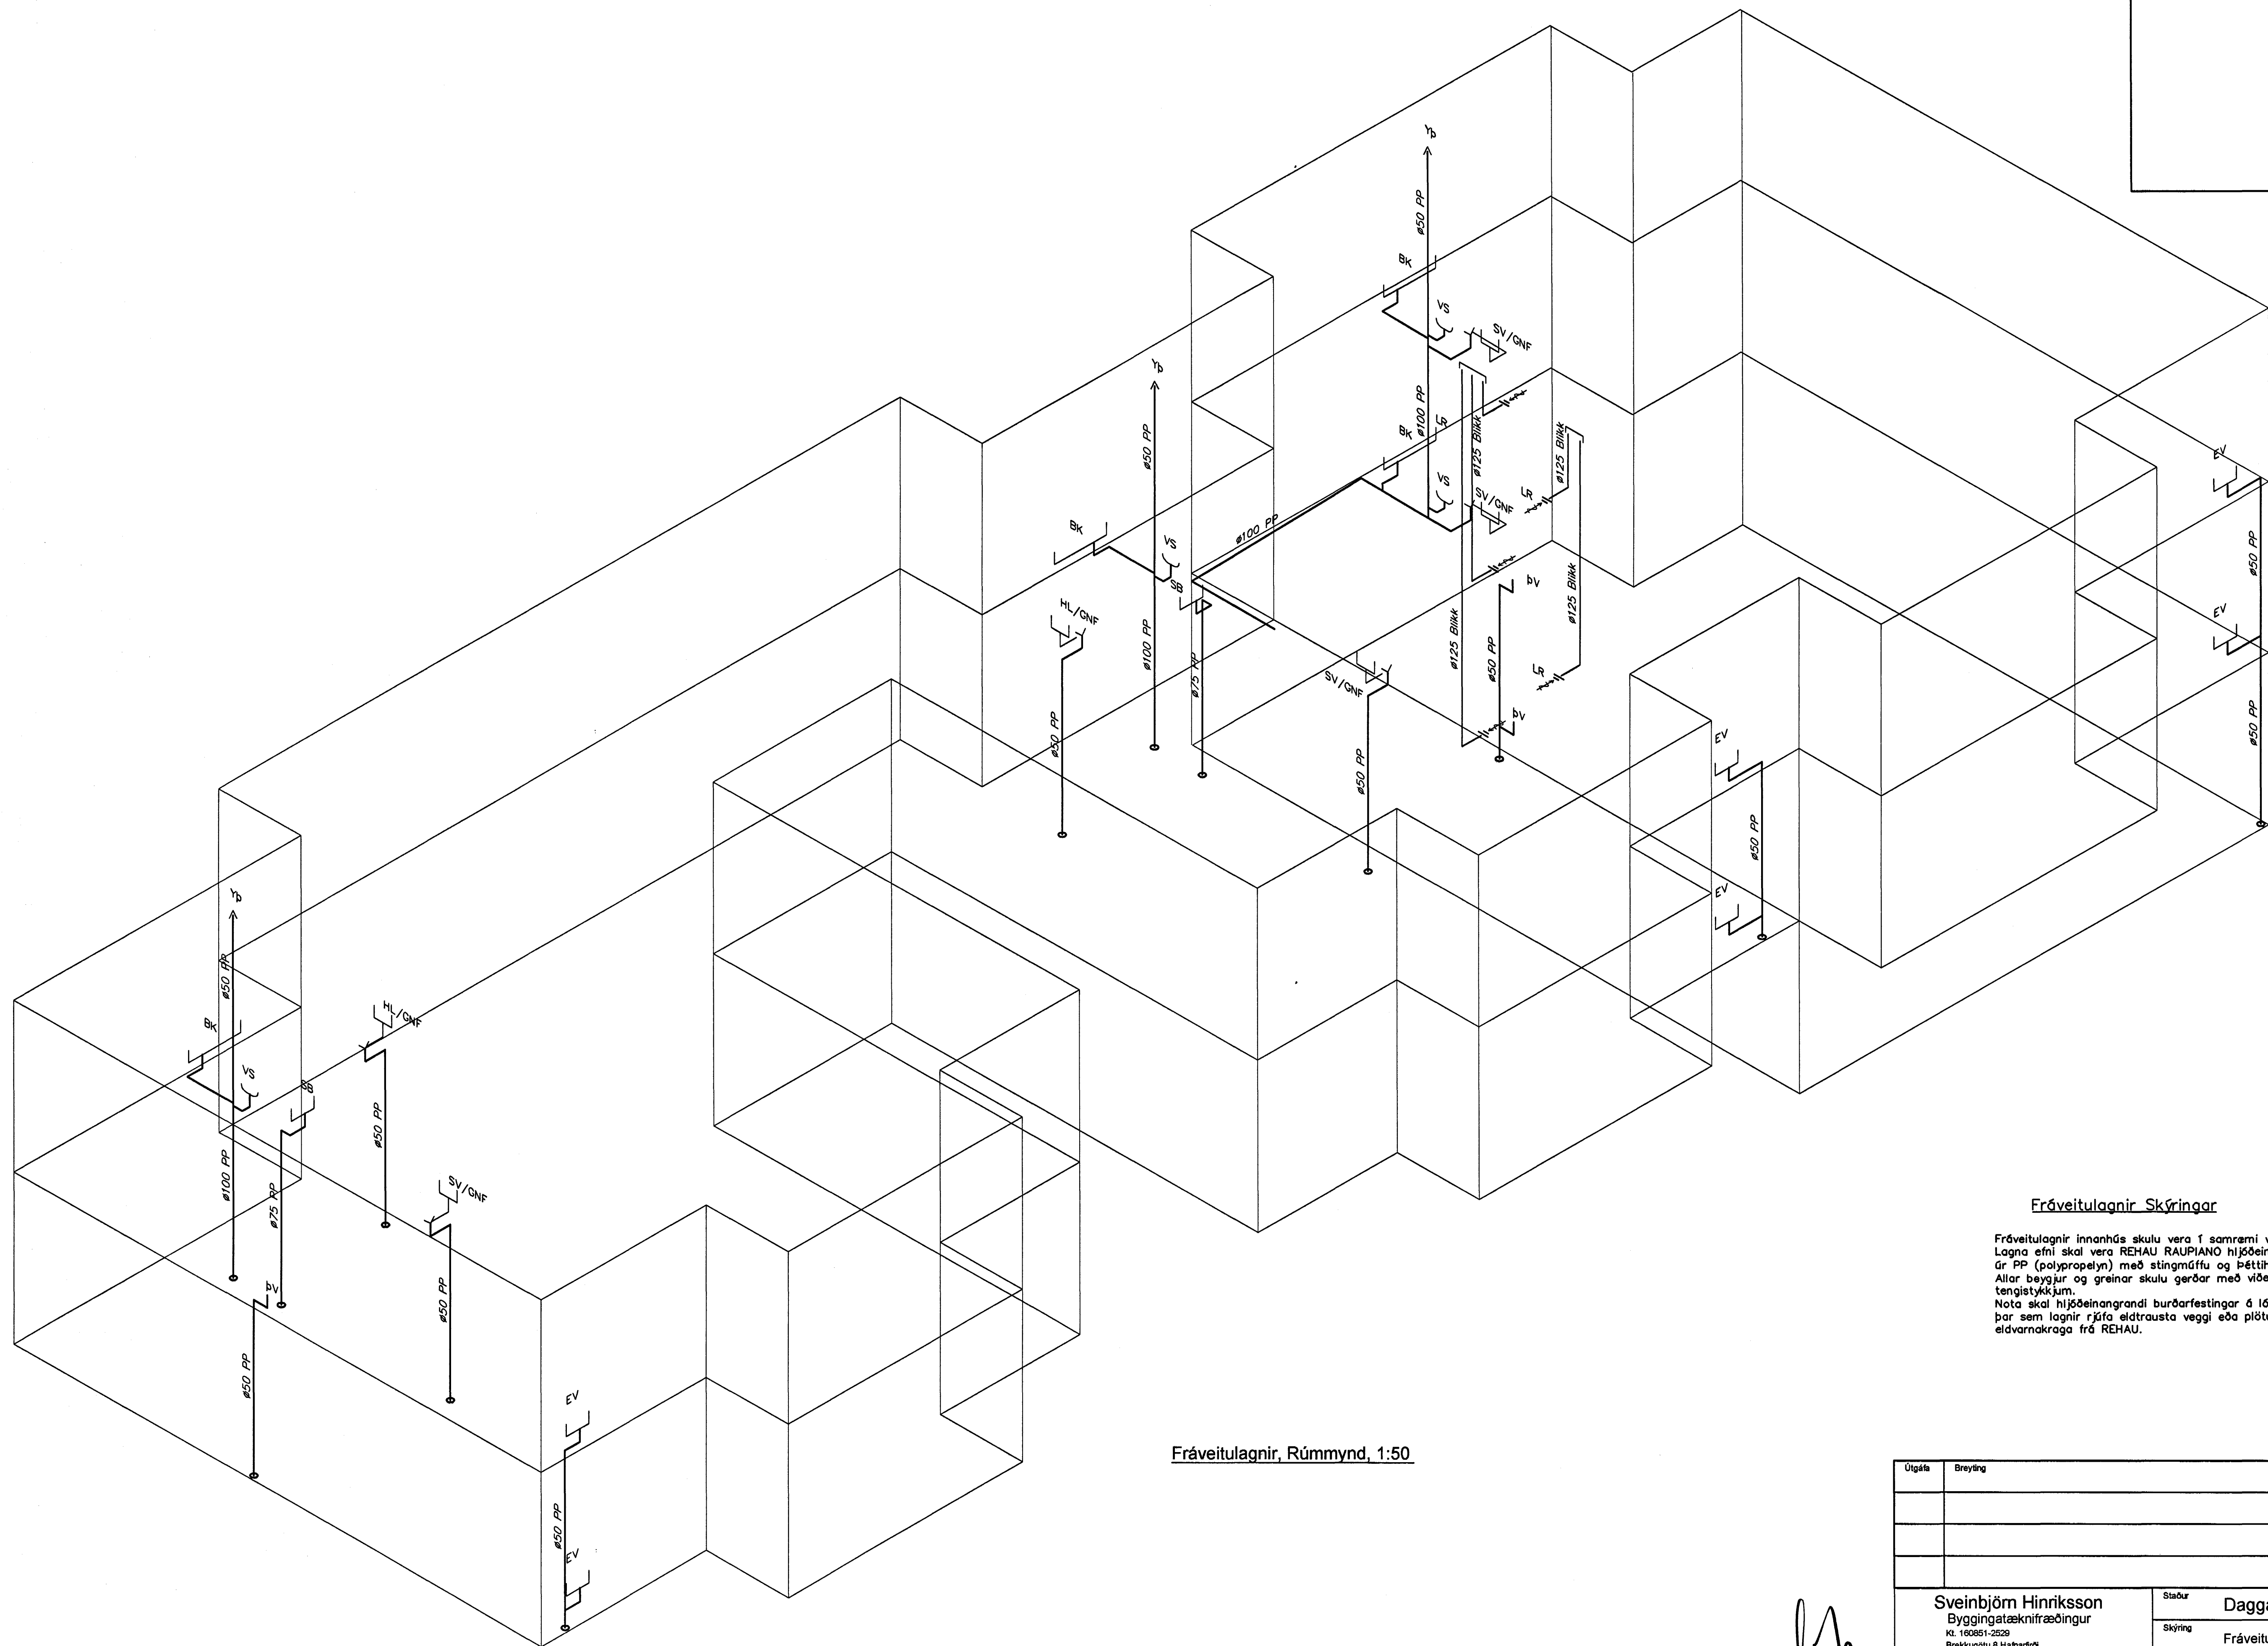 Yþ
ø50 PP
BK
VS
SV/GNF
ø100 PP
LR
ø125 Blikk
ø125 Blikk
BK
VS
SV/GNF
LR
Yþ
ø50 PP
BK
VS
SB
ø100 PP
HL/GNF
ø100 PP
ø75 PP
ø50 PP
SV/GNF
ø50 PP
ø125 Blikk
ø50 PP
þV
ø125 Blikk
LR
þV
EV
ø50 PP
EV
ø50 PP
EV
ø50 PP
EV
Yþ
ø50 PP
BK
VS
SB
HL/GNF
ø50 PP
ø100 PP
ø75 PP
SV/GNF
ø50 PP
þV
ø50 PP
EV
ø50 PP
EV
Fráveitulagnir, Rúmmynd, 1:50
Fráveitulagnir Skýringar
Fráveitulagnir innanhús skulu vera í samræmi
Lagna efni skal vera REHAU RAUPIANO
úr PP (polypropelyn) með stingmúffu og
Allar beygjur og greinar skulu gerðar með
tengistykkjum.
Nota skal hljóðeinangrandi burðarfestingar á
þar sem lagnir rjúfa eldtrausta veggi eða
eldvarnakraga frá REHAU.
Útgáfa Breyting
Sveinbjörn Hinriksson
Byggingatæknifræðingur
Kt. 160851-2529
Brekkugötu 8 Hafnarfirði
Staður
Skýring